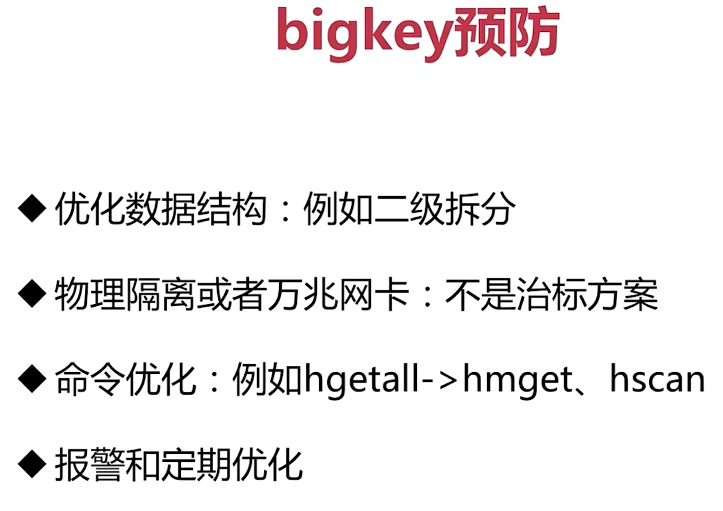 bigkey预防
◆ 优化数据结构：例如二级拆分
◆ 物理隔离或者万兆网卡：不是治标方案
◆ 命令优化：例如hgetall->hmget、hscan
◆ 报警和定期优化